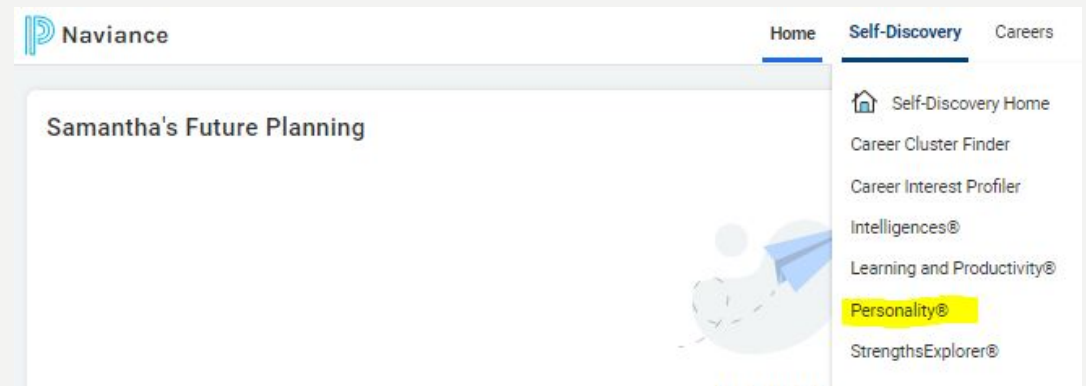 Naviance
Home Self-Discovery Careers
Samantha's Future Planning
Self-Discovery Home
Career Cluster Finder
Career Interest Profiler
Intelligences®
Learning and Productivity®
Personality®
StrengthsExplorer®